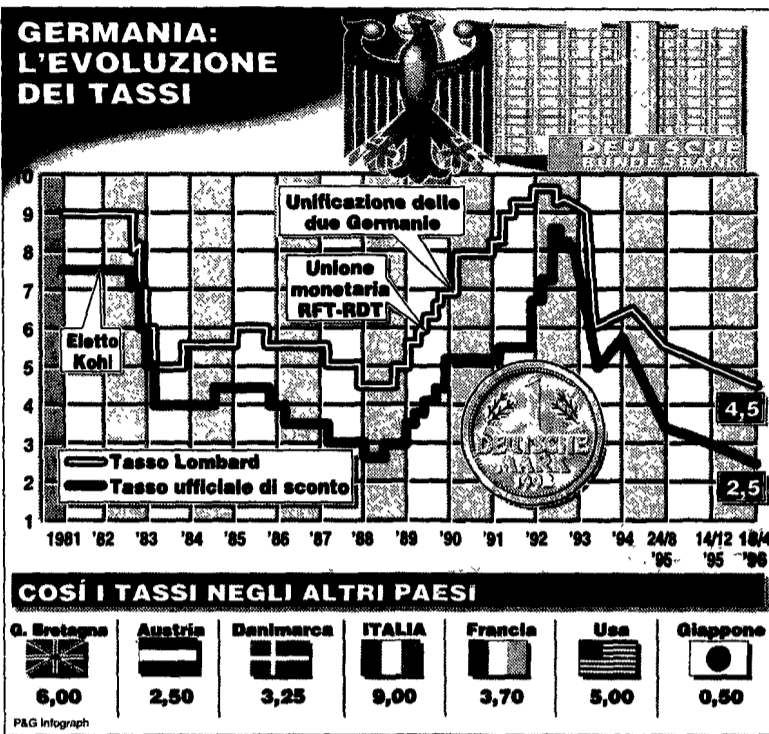 GERMANIA:
L'EVOLUZIONE
DEI TASSI
DEUTSCHE
BUNDESBANK
10
9
8
7
6
5
4
3
2
1
Unificazione delle
due Germanie
Unione
monetaria
RFT-RDT
Eletto
Kohl
1
DEUTSCHE
MARK
1993
4,5
2,5
Tasso Lombard
Tasso ufficiale di sconto
1981 '82 '83 '84 '85 '86 '87 '88 '89 '90 '91 '92 '93 '94 24/8 14/12 18/4
'95 '95 '96
COSÍ I TASSI NEGLI ALTRI PAESI
G. Bretagna Austria Danimarca ITALIA Francia Usa Giappone
6,00 2,50 3,25 9,00 3,70 5,00 0,50
P&G Infograph